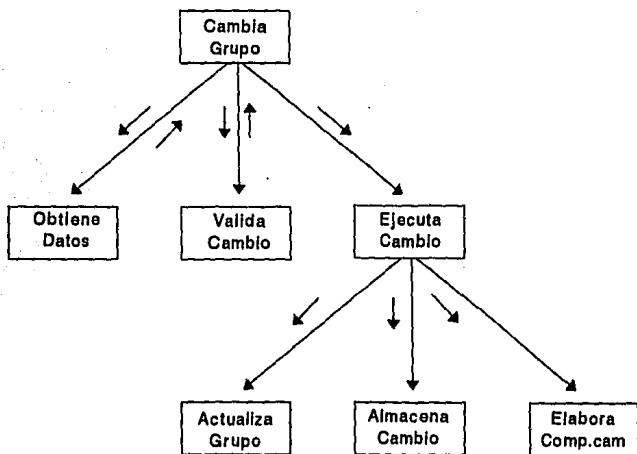 Cambia
Grupo
Obtiene
Datos
Valida
Cambio
Ejecuta
Cambio
Actualiza
Grupo
Almacena
Cambio
Elabora
Comp.cam